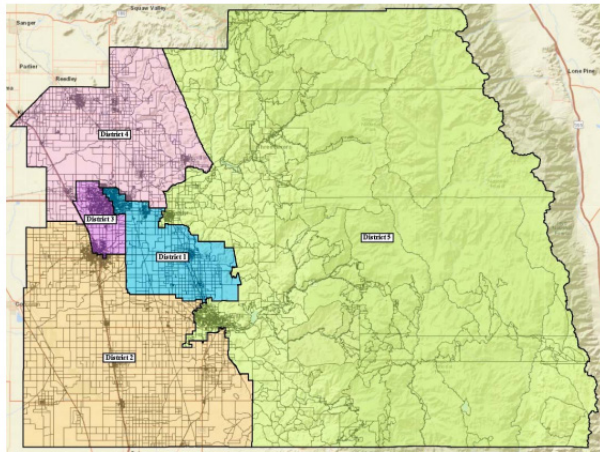 Squaw Valley
Sanger
Parlier
Reedley
Lone Pine
District 4
District 3
District 5
District 1
District 2